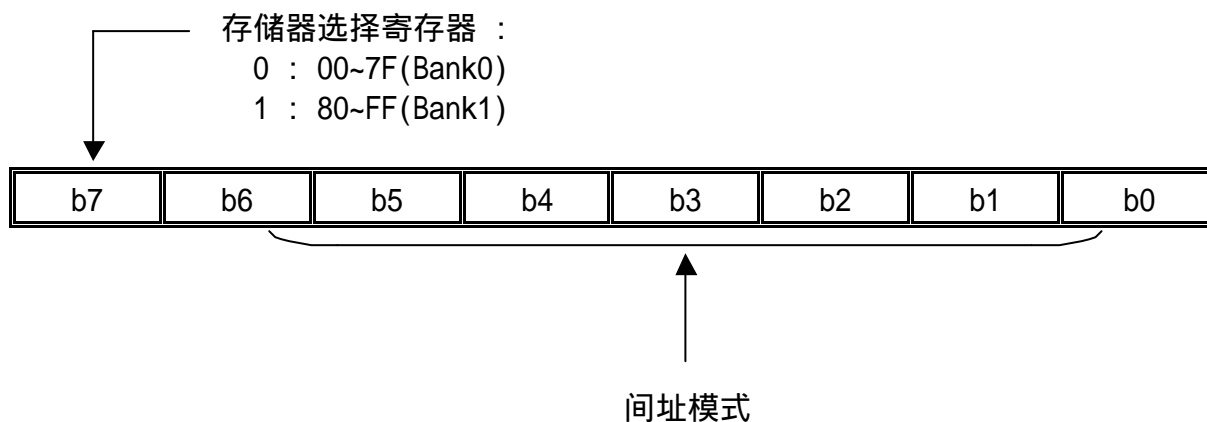 存储器选择寄存器 :
0 : 00~7F(Bank0)
1 : 80~FF(Bank1)
b7 b6 b5 b4 b3 b2 b1 b0
间址模式